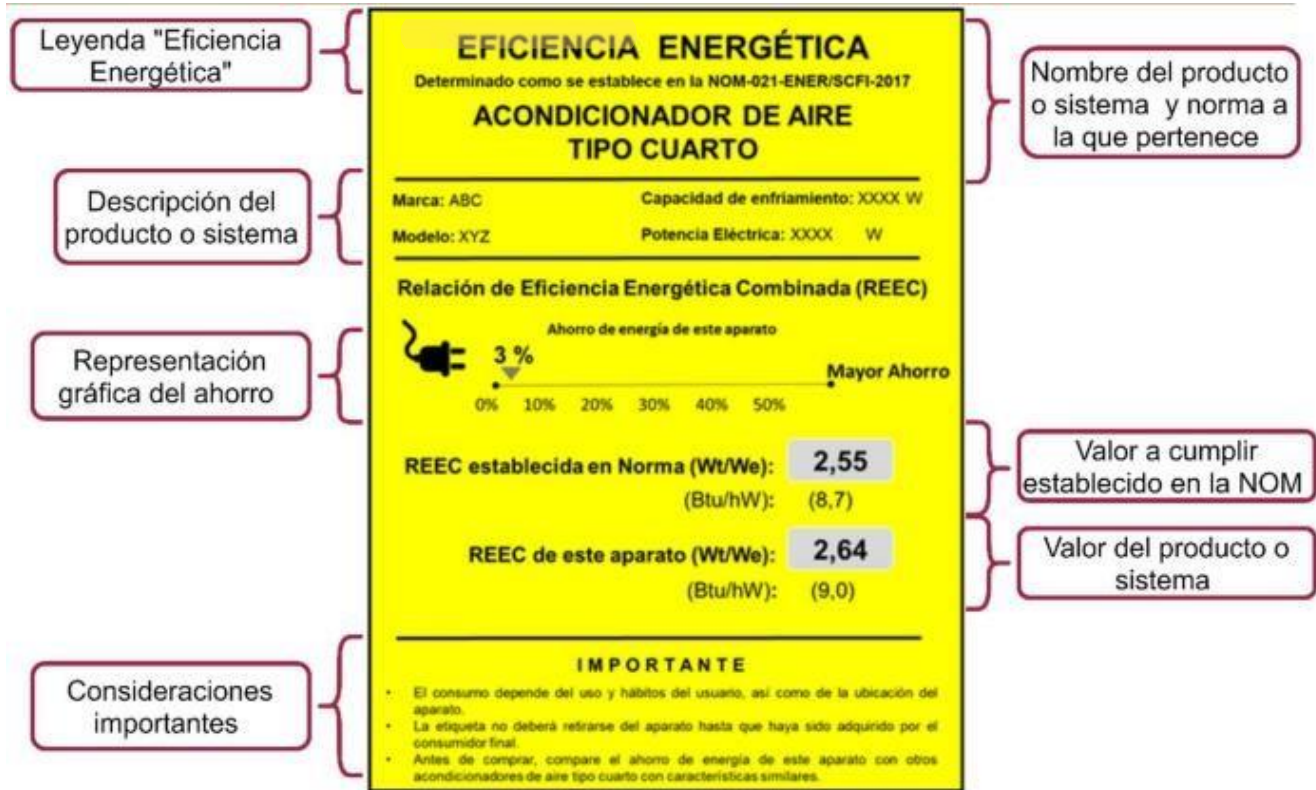 Leyenda "Eficiencia
Energética"
EFICIENCIA ENERGÉTICA
Determinado como se establece en la NOM-021-ENER/SCFI-2017
ACONDICIONADOR DE AIRE
TIPO CUARTO
Nombre del producto
o sistema y norma a
la que pertenece
Descripción del
producto o sistema
Marca: ABC Capacidad de enfriamiento: XXXX W
Modelo: XYZ Potencia Eléctrica: XXXX W
Relación de Eficiencia Energética Combinada (REEC)
Representación
gráfica del ahorro
Ahorro de energía de este aparato
3 %
Mayor Ahorro
0% 10% 20% 30% 40% 50%
REEC establecida en Norma (Wt/We): 2,55
(Btu/hW): (8,7)
Valor a cumplir
establecido en la NOM
REEC de este aparato (Wt/We): 2,64
(Btu/hW): (9,0)
Valor del producto o
sistema
Consideraciones
importantes
IMPORTANTE
• El consumo depende del uso y hábitos del usuario, así como de la ubicación del
aparato.
• La etiqueta no deberá retirarse del aparato hasta que haya sido adquirido por el
consumidor final.
• Antes de comprar, compare el ahorro de energía de este aparato con otros
acondicionadores de aire tipo cuarto con características similares.